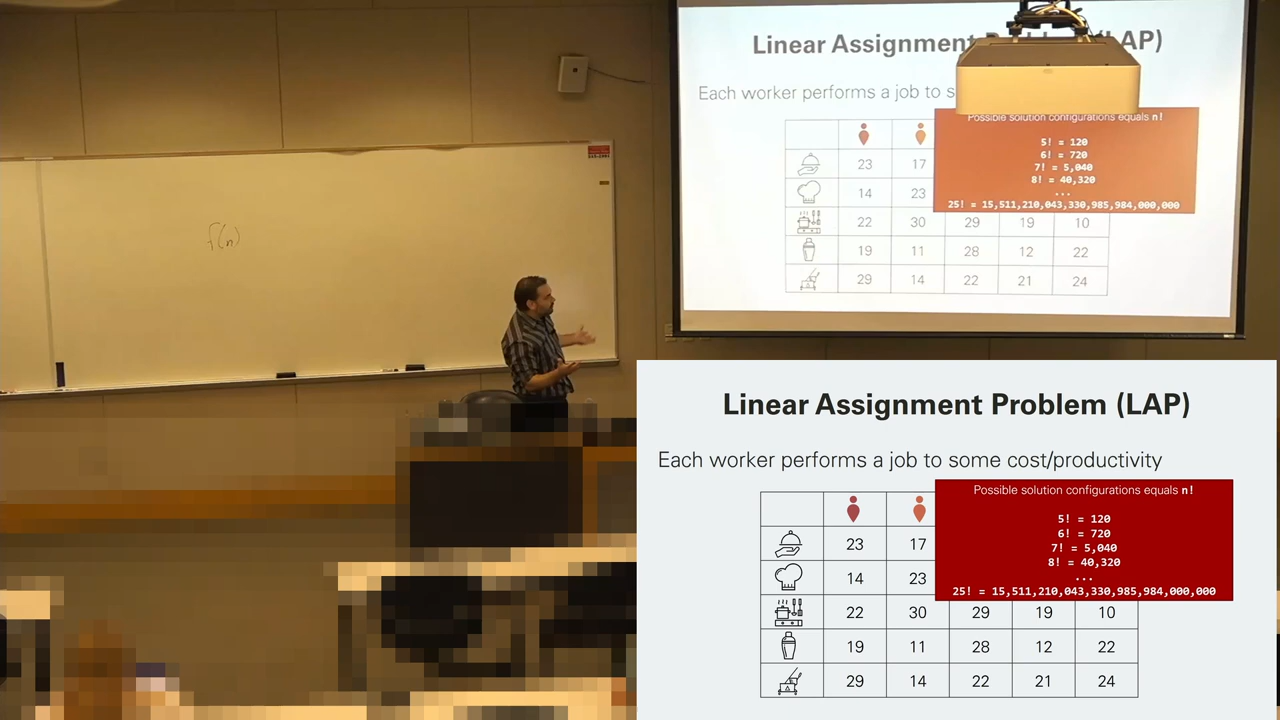 f(n)
Linear Assignment P
LAP)
Each worker performs a job to s
Possible solution configurations equals n!
5! = 120
6! = 720
7! = 5,040
8! = 40,320
...
25! = 15,511,210,043,330,985,984,000,000
23 17
14 23
22 30 29 19 10
19 11 28 12 22
29 14 22 21 24
Linear Assignment Problem (LAP)
Each worker performs a job to some cost/productivity
Possible solution configurations equals n!
5! = 120
6! = 720
7! = 5,040
8! = 40,320
...
25! = 15,511,210,043,330,985,984,000,000
23 17
14 23
22 30 29 19 10
19 11 28 12 22
29 14 22 21 24